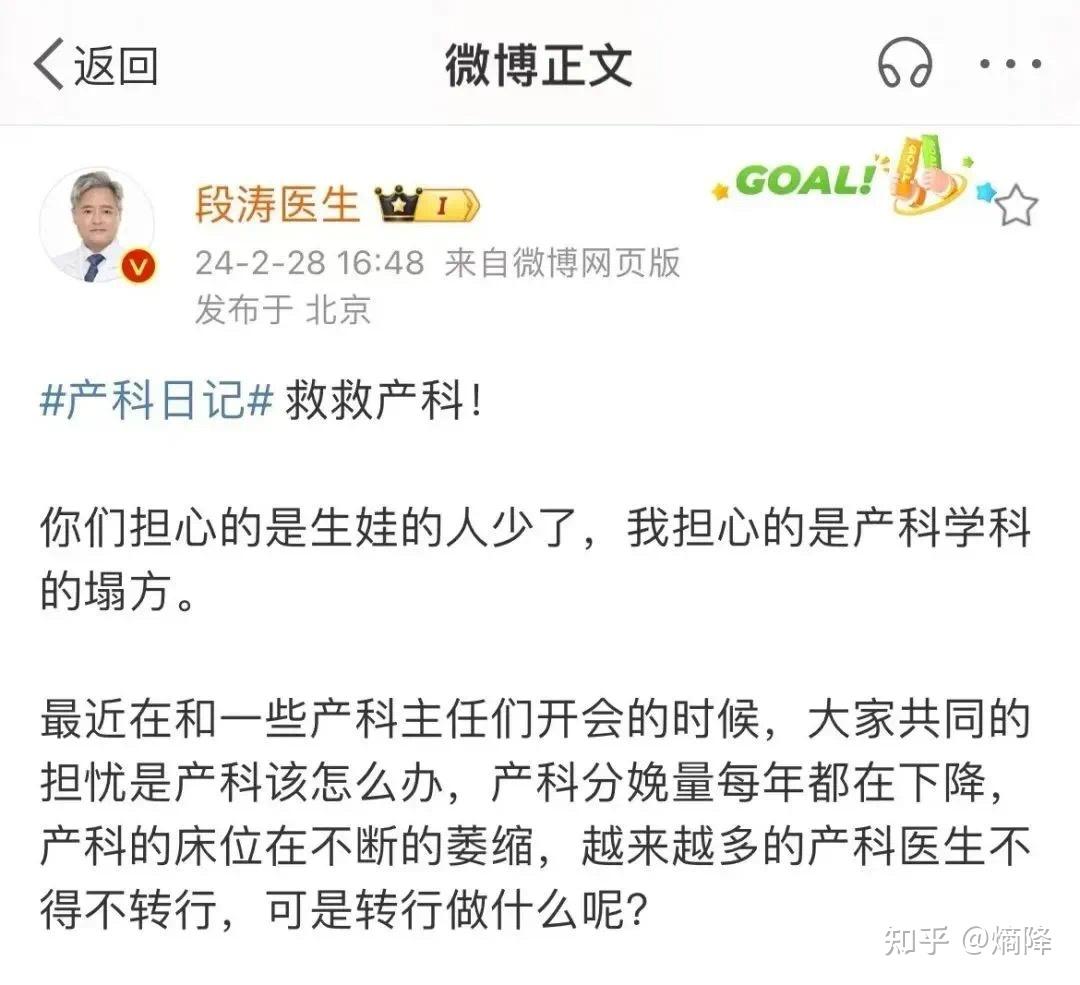 返回
微博正文
GOAL!
段涛医生
I
24-2-28 16:48 来自微博网页版
发布于 北京
#产科日记# 救救产科！
你们担心的是生娃的人少了，我担心的是产科学科
的塌方。
最近在和一些产科主任们开会的时候，大家共同的
担忧是产科该怎么办，产科分娩量每年都在下降，
产科的床位在不断的萎缩，越来越多的产科医生不
得不转行，可是转行做什么呢？
知乎 @熵降